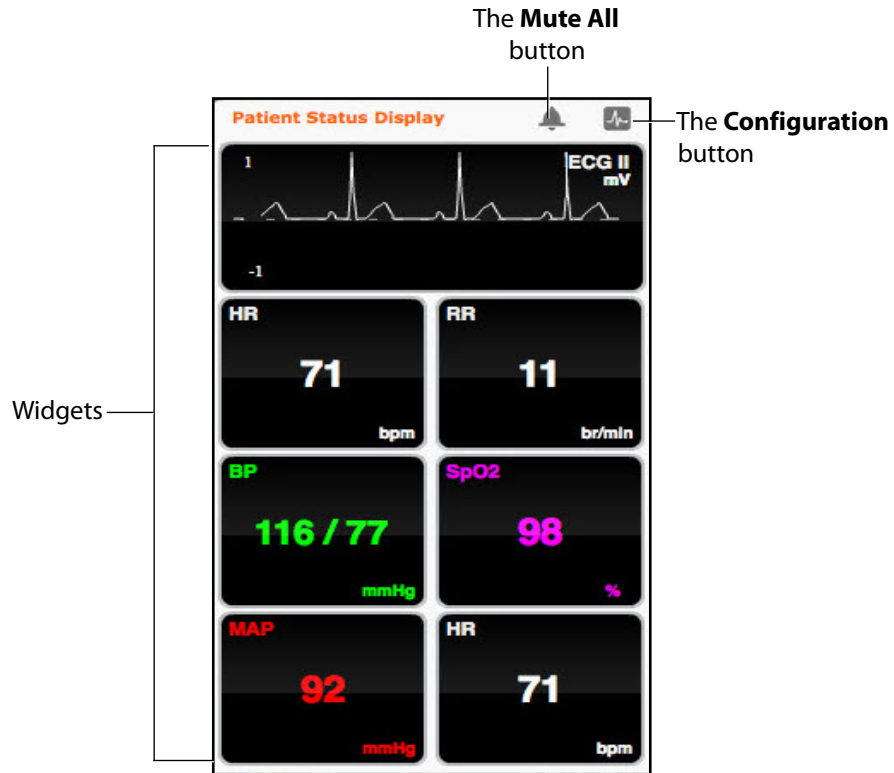 The Mute All
button
Patient Status Display
The Configuration
button
1
ECG II
mV
-1
HR
71
bpm
RR
11
br/min
Widgets
BP
116 / 77
mmHg
SpO2
98
%
MAP
92
mmHg
HR
71
bpm